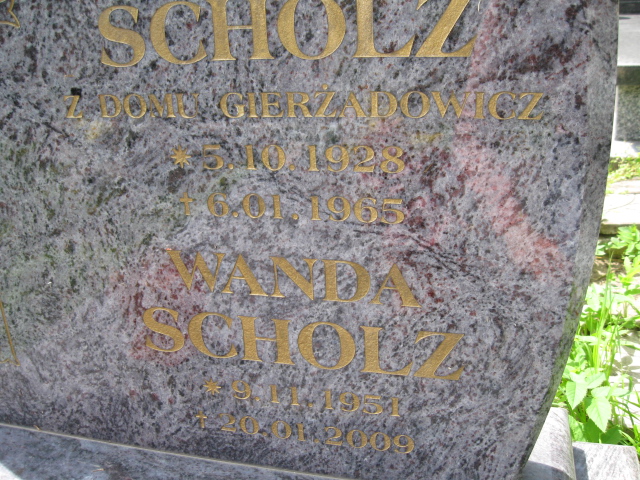 SCHOLZ
Z DOMU GIERŻADOWICZ
* 5.10.1928
† 6.01.1965
WANDA
SCHOLZ
* 9.11.1951
† 20.01.2009